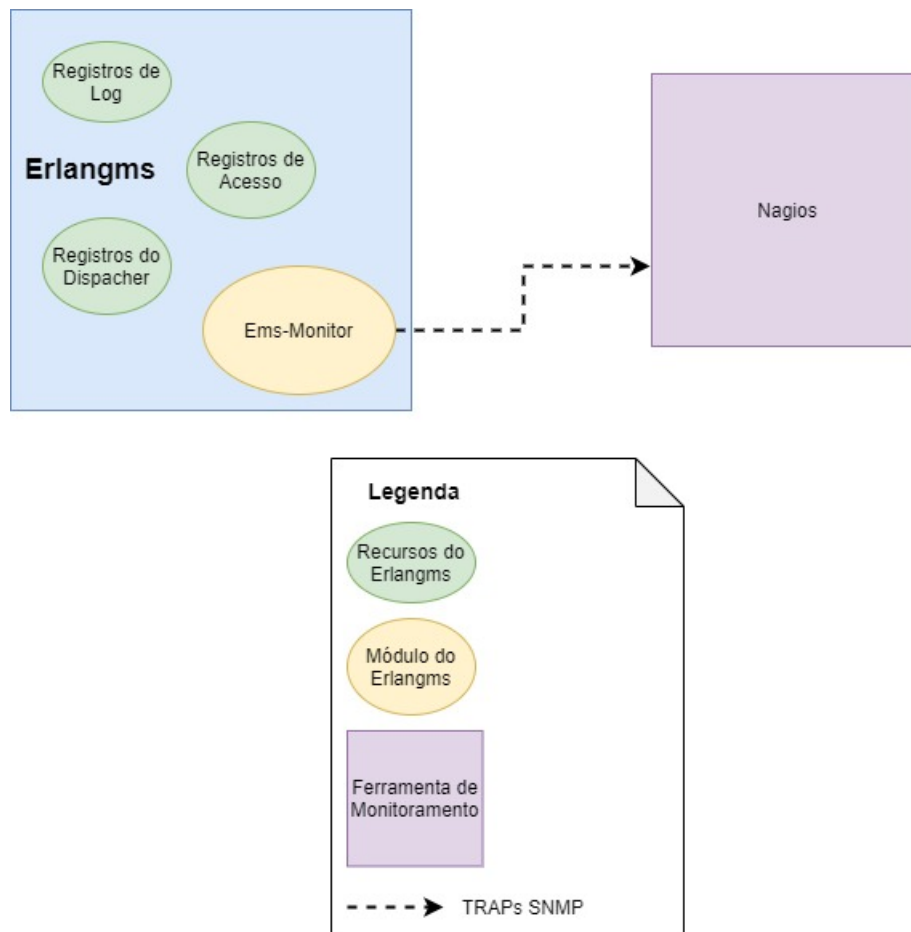 Registros de
Log
Erlangms
Registros de
Acesso
Registros do
Dispacher
Ems-Monitor
Nagios
Legenda
Recursos do
Erlangms
Módulo do
Erlangms
Ferramenta de
Monitoramento
TRAPs SNMP